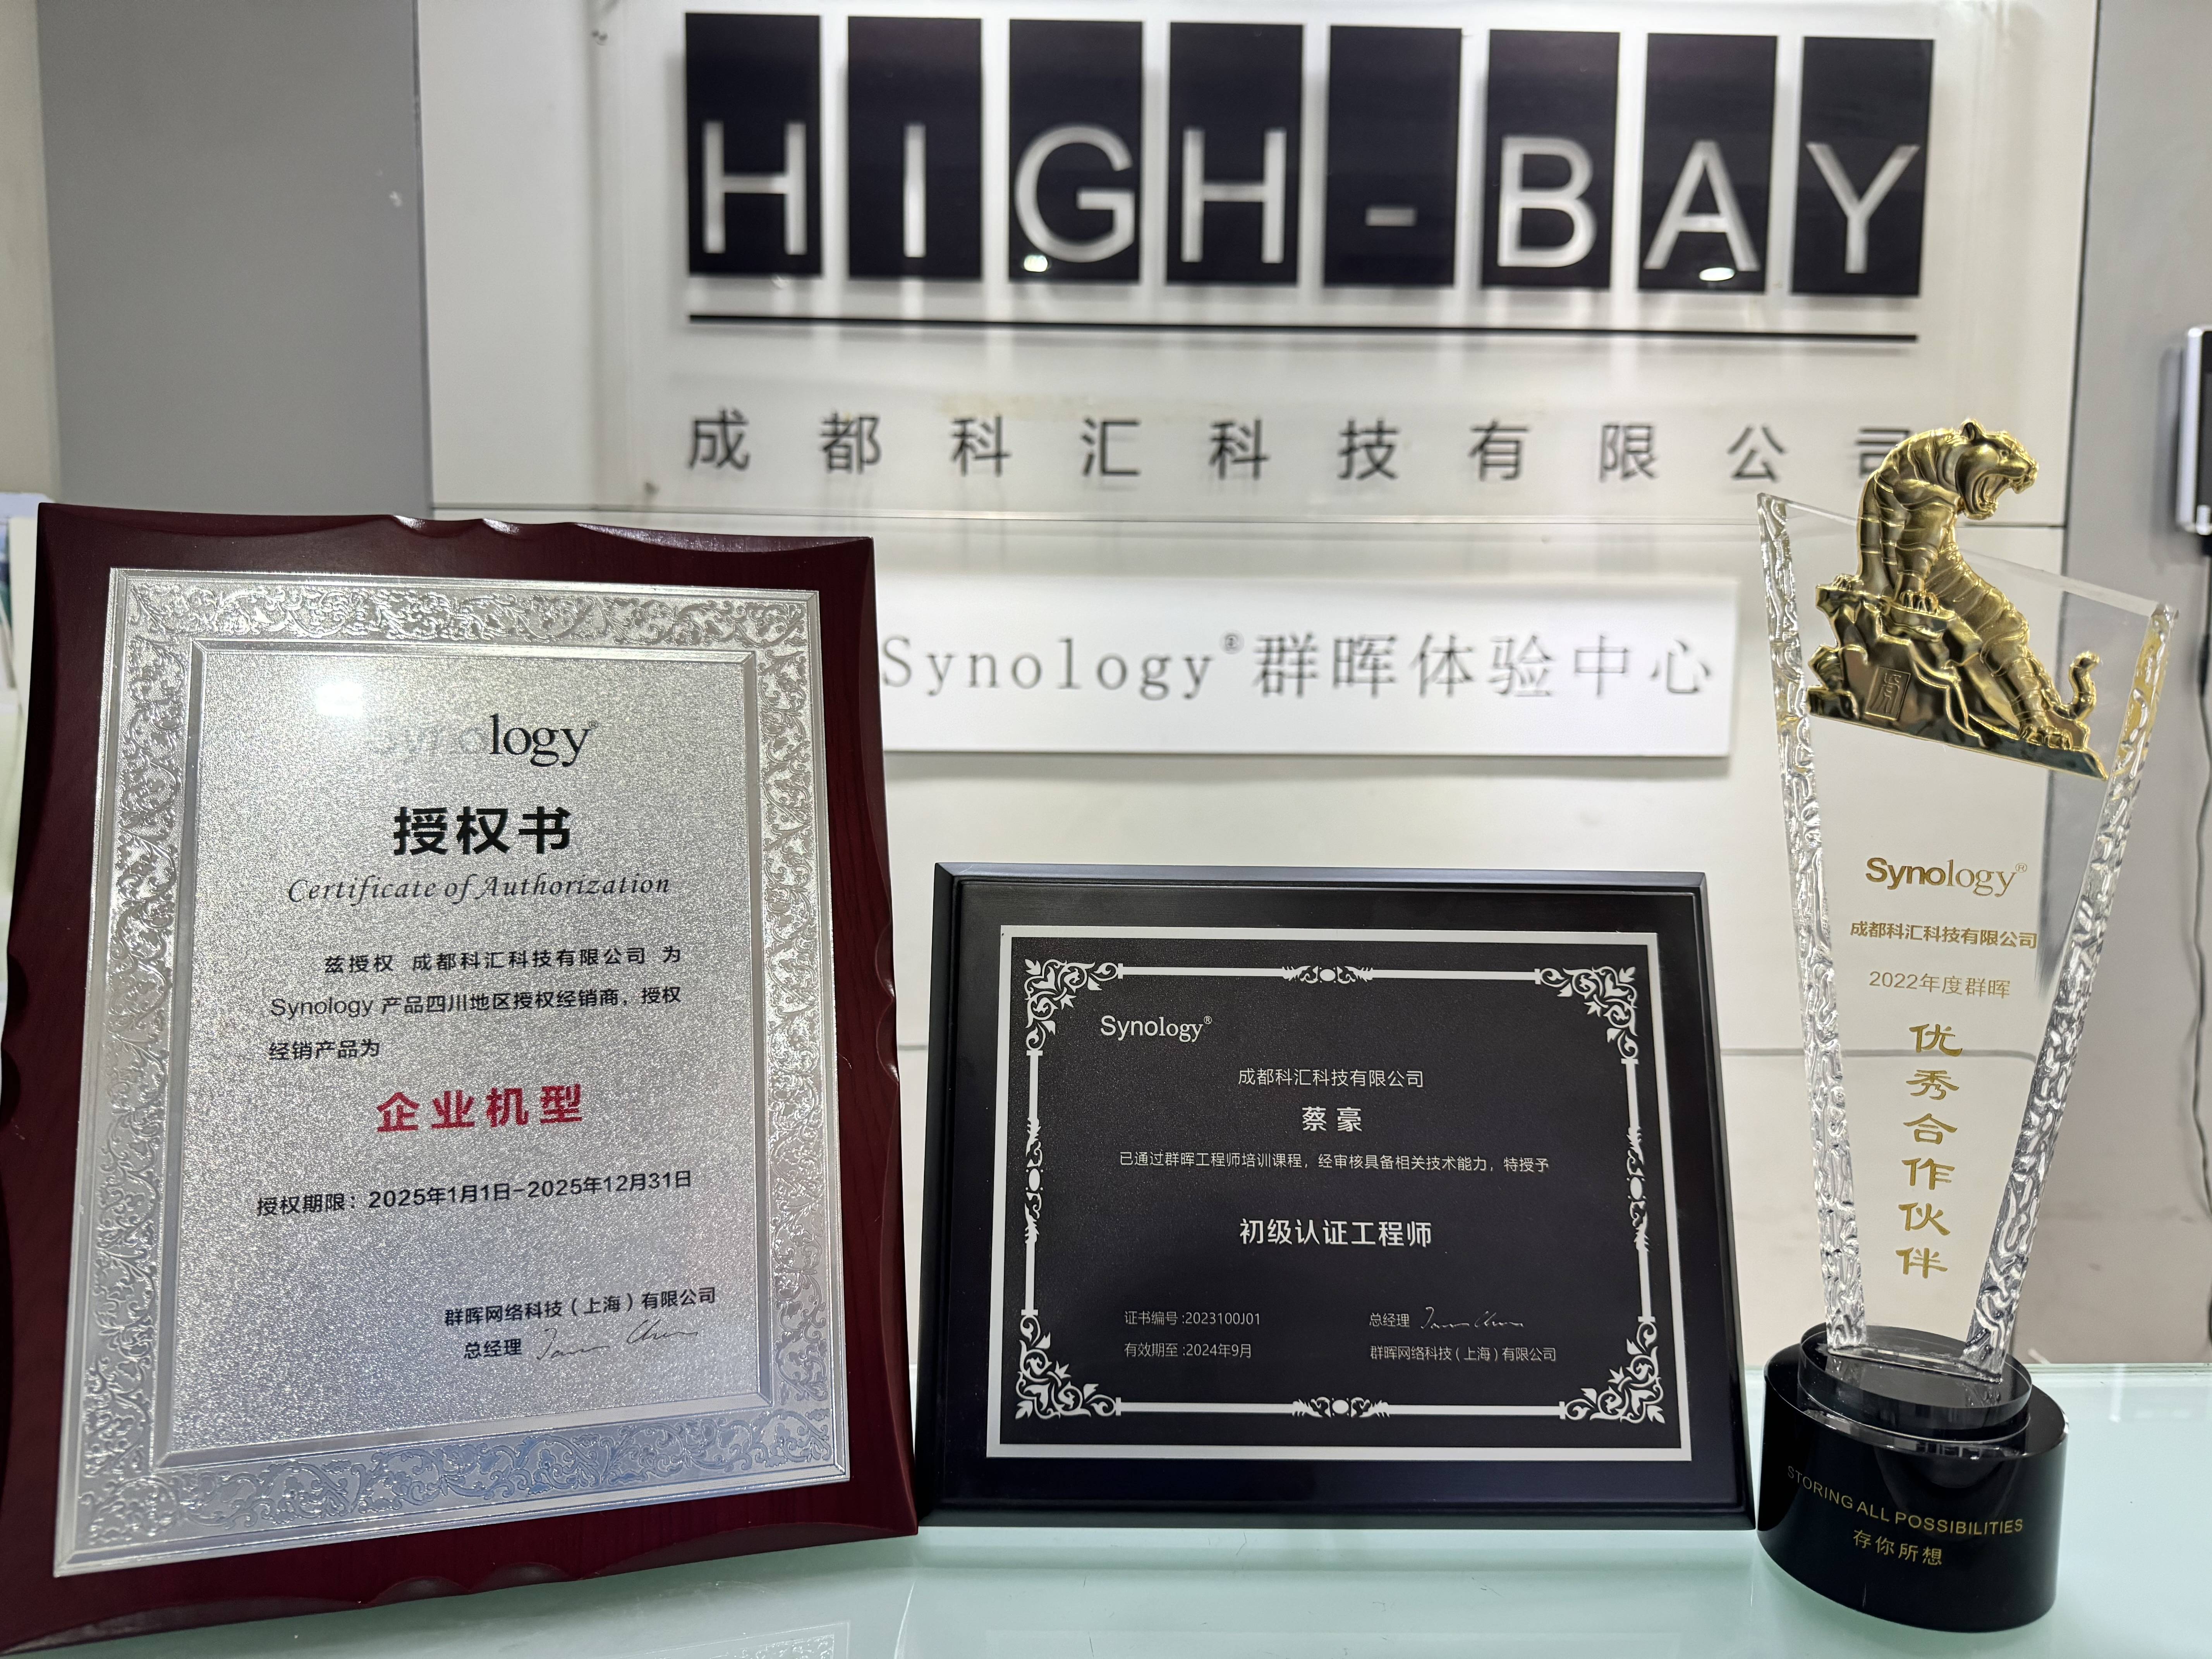 HIGH-BAY
成都科汇科技有限公司
Synology®群晖体验中心
Synology®
授权书
Certificate of Authorization
兹授权 成都科汇科技有限公司 为
Synology 产品四川地区授权经销商，授权
经销产品为
企业机型
授权期限：2025年1月1日-2025年12月31日
群晖网络科技（上海）有限公司
总经理
Synology®
成都科汇科技有限公司
蔡豪
已通过群晖工程师培训课程，经审核具备相关技术能力，特授予
初级认证工程师
证书编号:2023100J01
总经理
有效期至:2024年9月
群晖网络科技（上海）有限公司
Synology®
成都科汇科技有限公司
2022年度群晖
优秀合作伙伴
STORING ALL POSSIBILITIES
存你所想